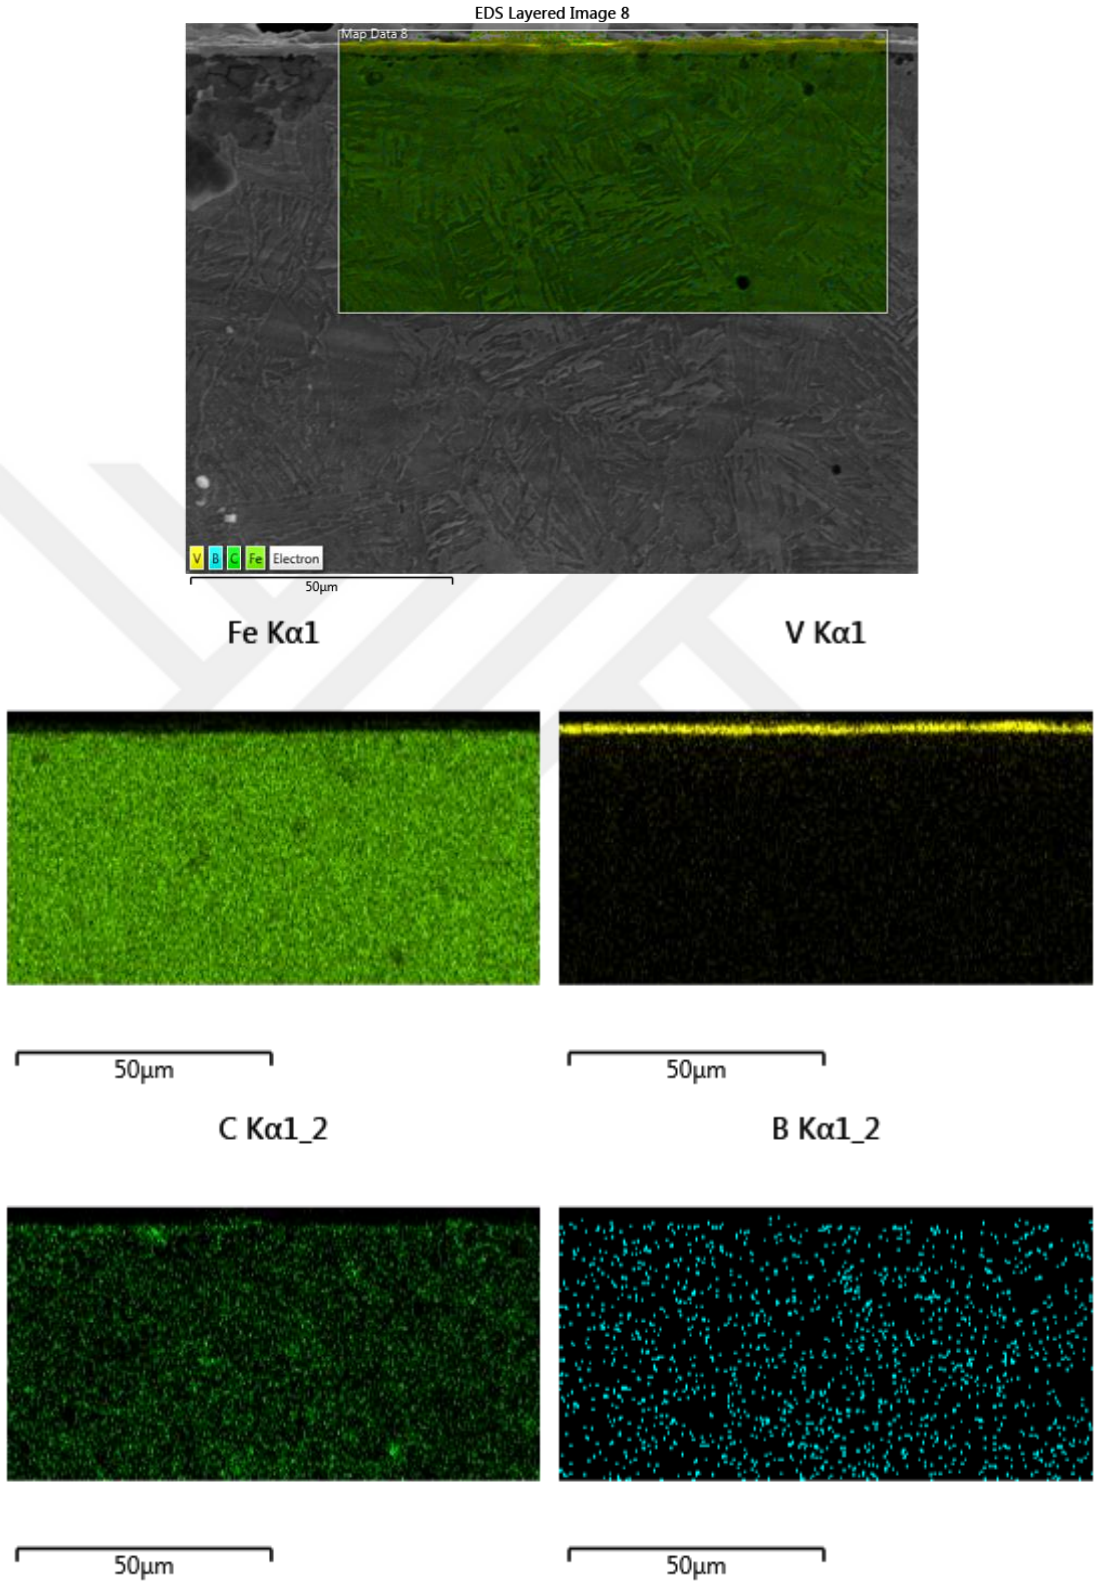 EDS Layered Image 8
Map Data 8
V B C Fe Electron
50µm
Fe Kα1
V Kα1
50µm
50µm
C Kα1_2
B Kα1_2
50µm
50µm